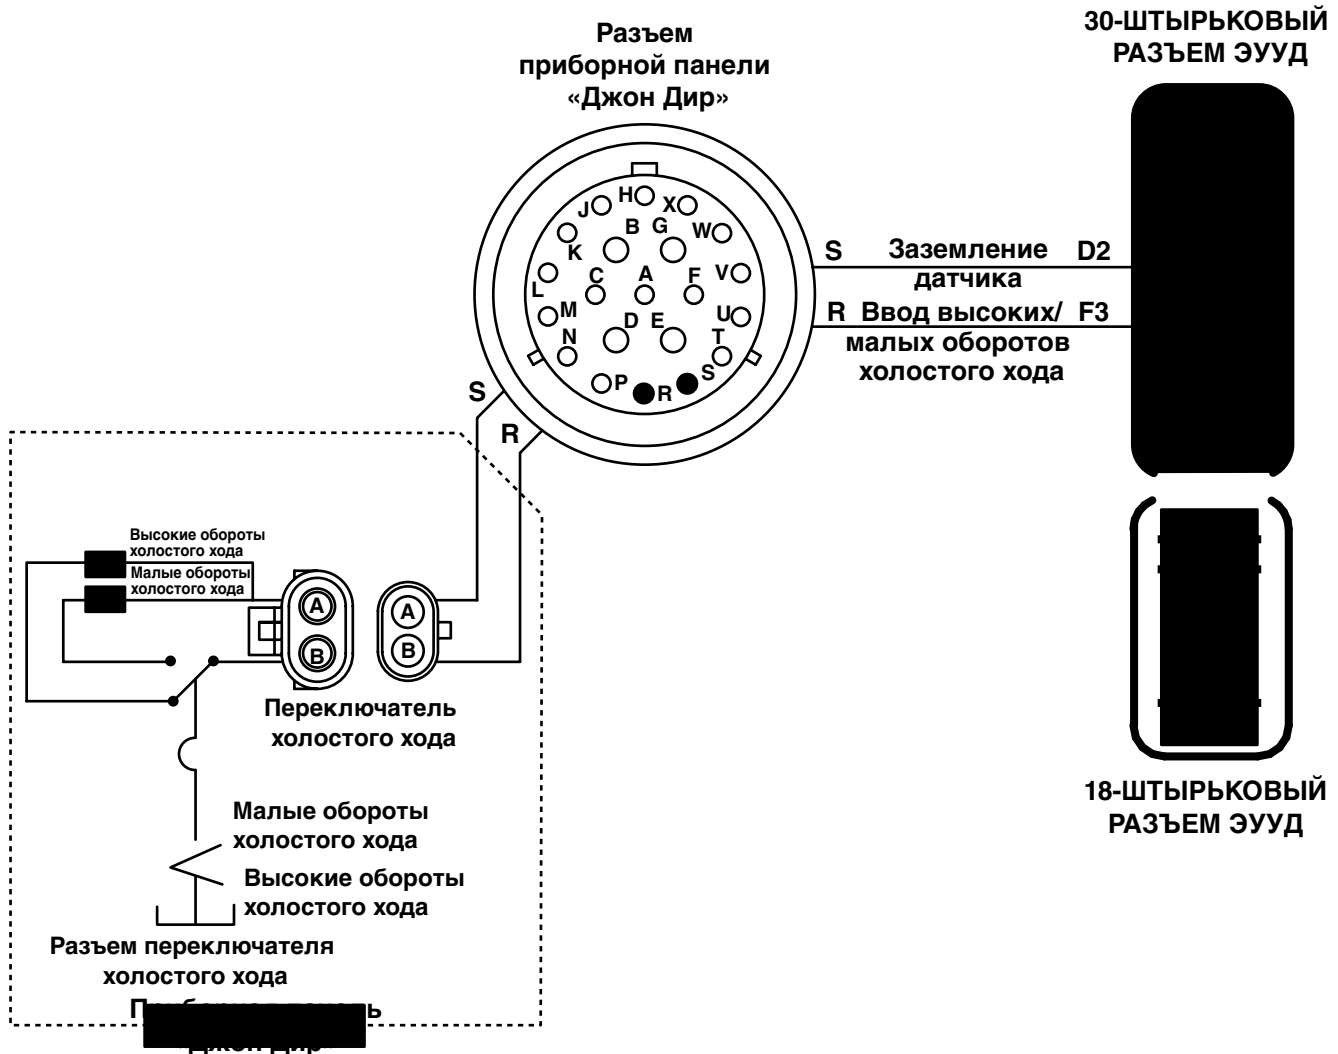 30-ШТЫРЬКОВЫЙ
РАЗЪЕМ ЭУУД
Разъем
приборной панели
«Джон Дир»
H
J
X
B
G
W
K
C
A
F
V
L
M
D
E
U
N
T
P
R
S
S Заземление D2
датчика
R Ввод высоких/ F3
малых оборотов
холостого хода
S
R
Высокие обороты
холостого хода
Малые обороты
холостого хода
A
B
A
B
Переключатель
холостого хода
Малые обороты
холостого хода
Высокие обороты
холостого хода
Разъем переключателя
холостого хода
18-ШТЫРЬКОВЫЙ
РАЗЪЕМ ЭУУД